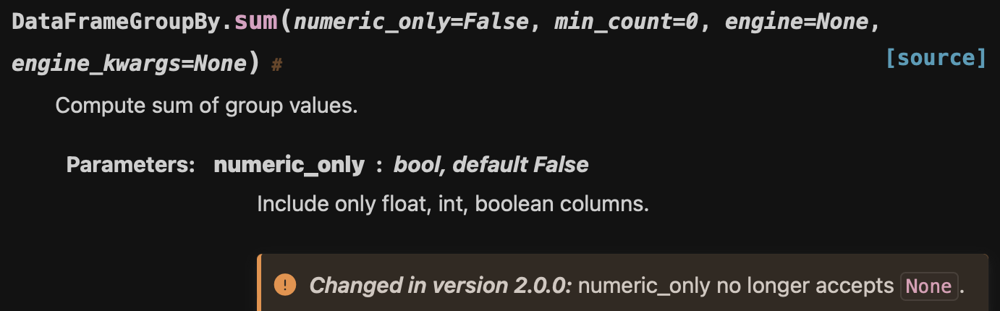 DataFrameGroupBy.sum(numeric_only=False, min_count=0, engine=None,
engine_kwargs=None) # [source]
Compute sum of group values.
Parameters: numeric_only : bool, default False
Include only float, int, boolean columns.
! Changed in version 2.0.0: numeric_only no longer accepts None.